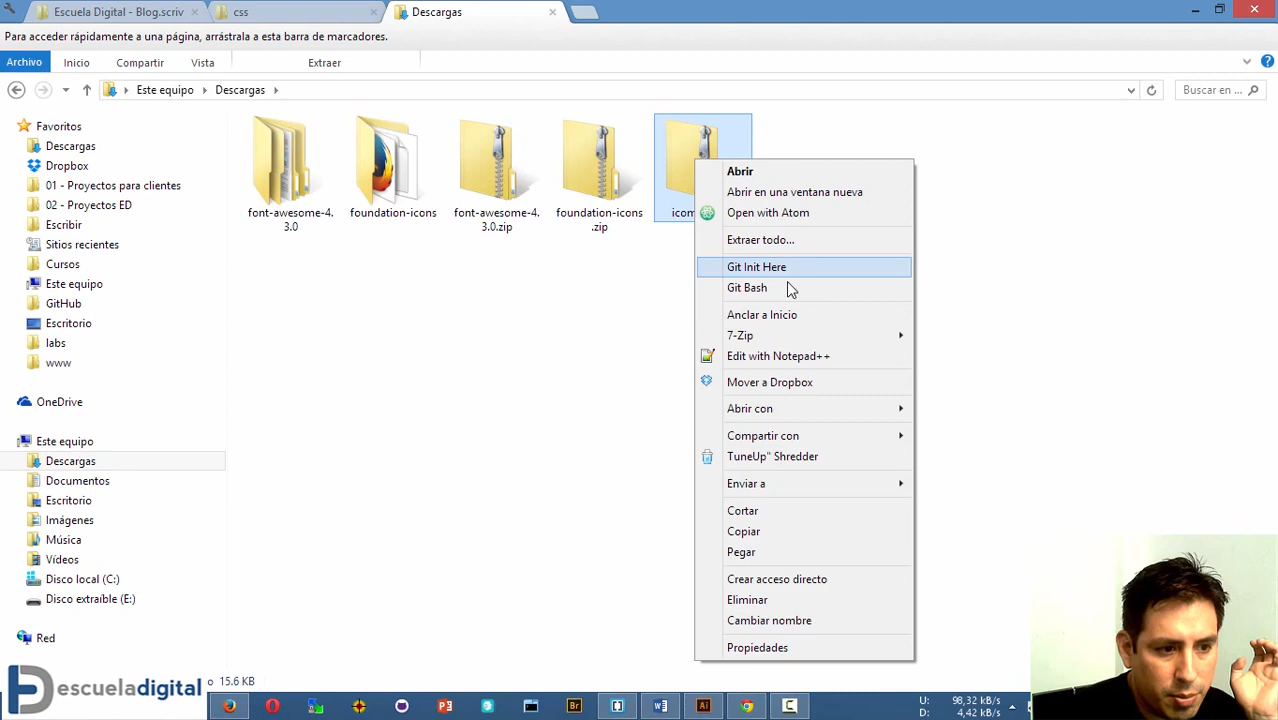 Escuela Digital - Blog.scriv
css
Descargas
Para acceder rápidamente a una página, arrástrala a esta barra de marcadores.
Archivo
Inicio
Compartir
Vista
Extraer
Este equipo
Descargas
Buscar en ...
Favoritos
Descargas
Dropbox
01 - Proyectos para clientes
02 - Proyectos ED
Escribir
Sitios recientes
Cursos
Este equipo
GitHub
Escritorio
labs
www
OneDrive
Este equipo
Descargas
Documentos
Escritorio
Imágenes
Música
Vídeos
Disco local (C:)
Disco extraíble (E:)
Red
font-awesome-4.
3.0
foundation-icons
font-awesome-4.
3.0.zip
foundation-icons
.zip
icom
Abrir
Abrir en una ventana nueva
Open with Atom
Extraer todo...
Git Init Here
Git Bash
Anclar a Inicio
7-Zip
Edit with Notepad++
Mover a Dropbox
Abrir con
Compartir con
TuneUp" Shredder
Enviar a
Cortar
Copiar
Pegar
Crear acceso directo
Eliminar
Cambiar nombre
Propiedades
15.6 KB
escueladigital
U: 98,32 kB/s
D: 4,42 kB/s